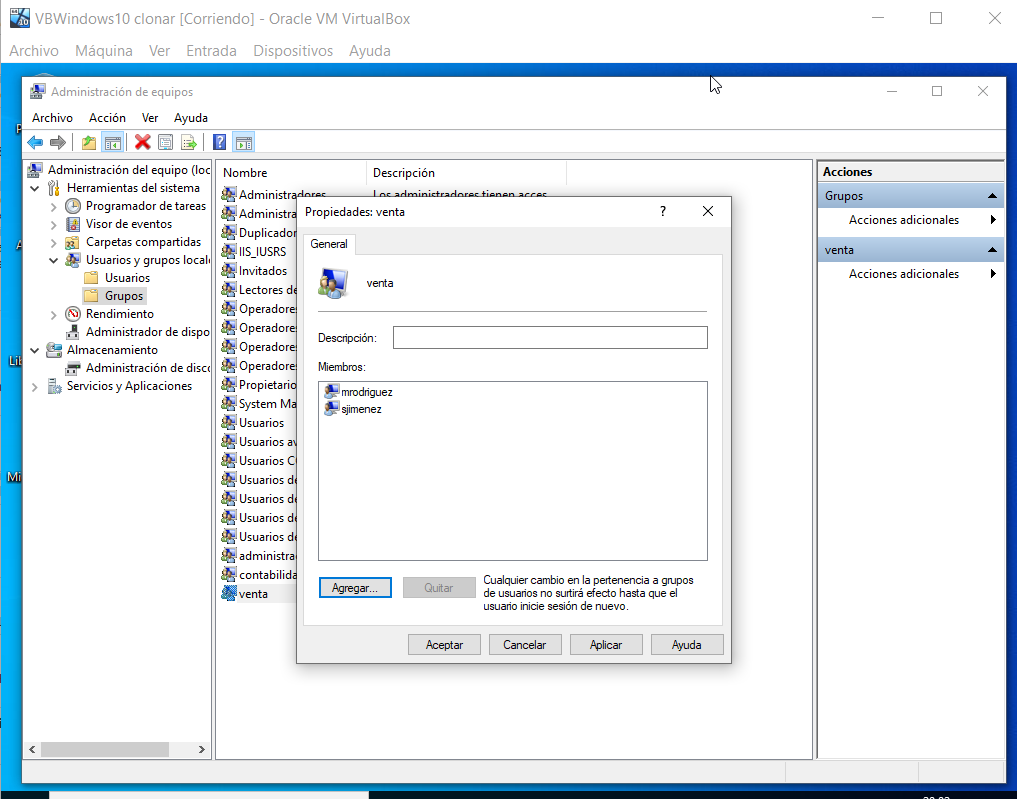 VBWindows10 clonar [Corriendo] - Oracle VM VirtualBox
Archivo Máquina Ver Entrada Dispositivos Ayuda
Administración de equipos
Archivo Acción Ver Ayuda
Administración del equipo (loc
Herramientas del sistema
Programador de tareas
Visor de eventos
Carpetas compartidas
Usuarios y grupos locale
Usuarios
Grupos
Rendimiento
Administrador de dispo
Almacenamiento
Administración de disco
Servicios y Aplicaciones
Nombre Descripción
Administradores Los administradores tienen acces
Administra
Duplicador
IIS_IUSRS
Invitados
Lectores de
Operadores
Operadores
Operadores
Operadores
Propietario
System Ma
Usuarios
Usuarios av
Usuarios CO
Usuarios de
Usuarios de
Usuarios de
Usuarios de
administra
contabilida
venta
Propiedades: venta
General
venta
Descripción:
Miembros:
mrodriguez
sjimenez
Agregar... Quitar
Cualquier cambio en la pertenencia a grupos
de usuarios no surtirá efecto hasta que el
usuario inicie sesión de nuevo.
Aceptar Cancelar Aplicar Ayuda
Acciones
Grupos
Acciones adicionales
venta
Acciones adicionales